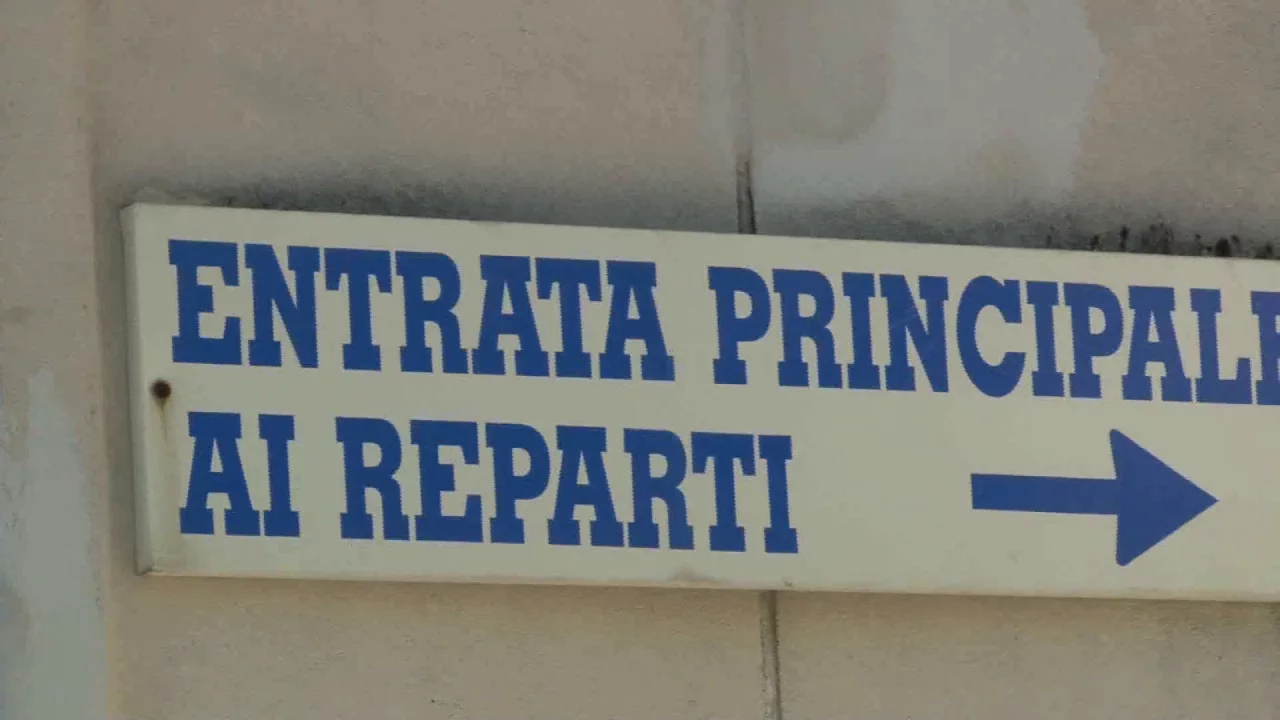 ENTRATA PRINCIPALE
AI REPARTI